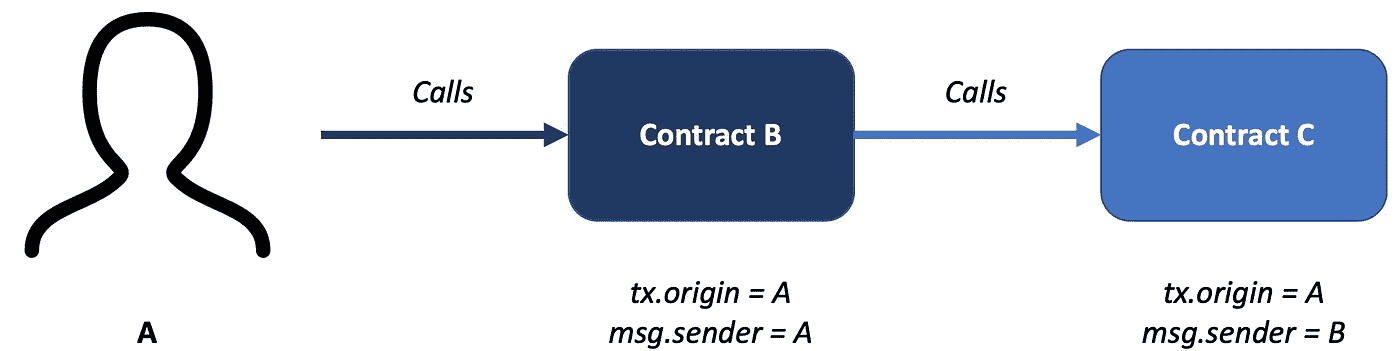 Calls
Contract B
Calls
Contract C
A
tx.origin = A
msg.sender = A
tx.origin = A
msg.sender = B